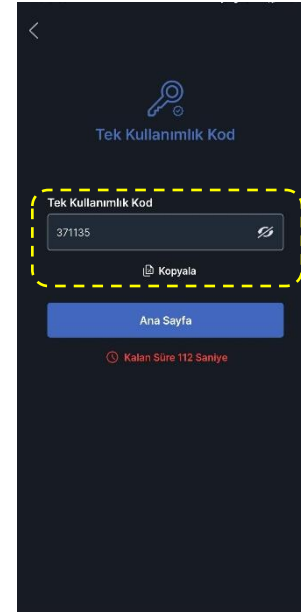 Tek Kullanımlık Kod
Tek Kullanımlık Kod
371135
Kopyala
Ana Sayfa
Kalan Süre 112 Saniye